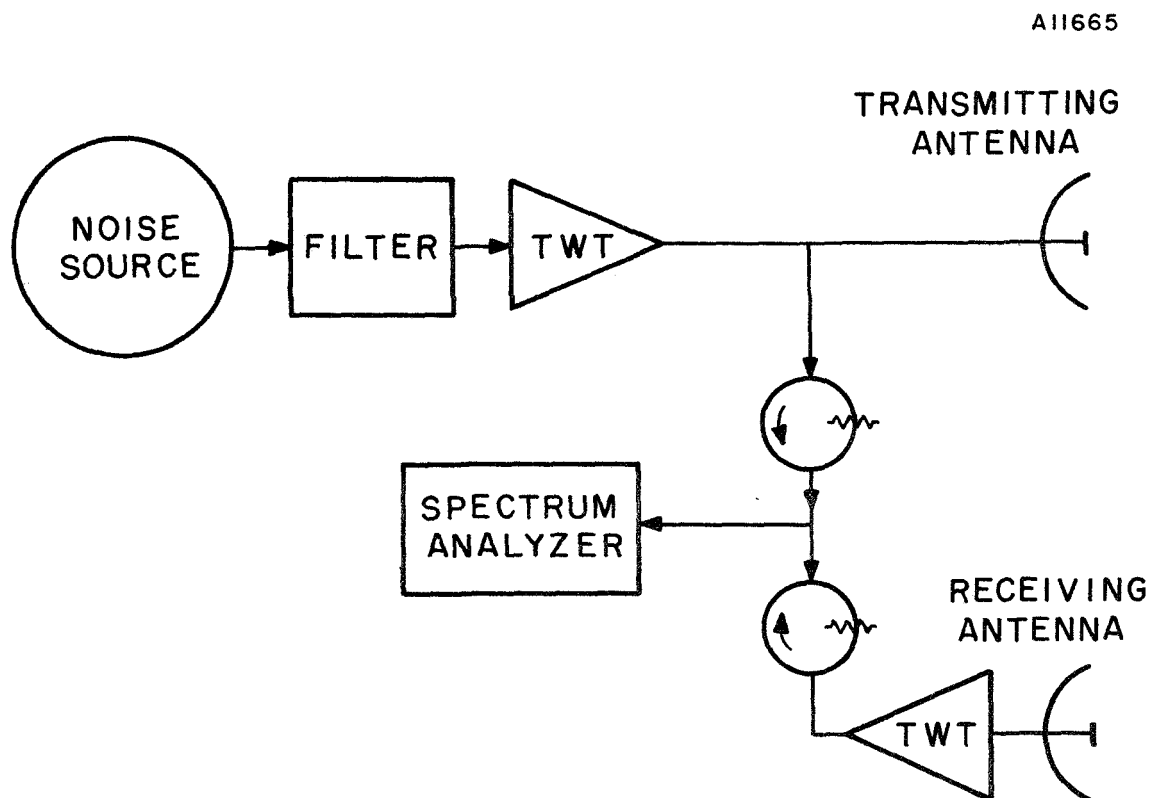 A11665
TRANSMITTING
ANTENNA
NOISE
SOURCE
FILTER
TWT
SPECTRUM
ANALYZER
RECEIVING
ANTENNA
TWT